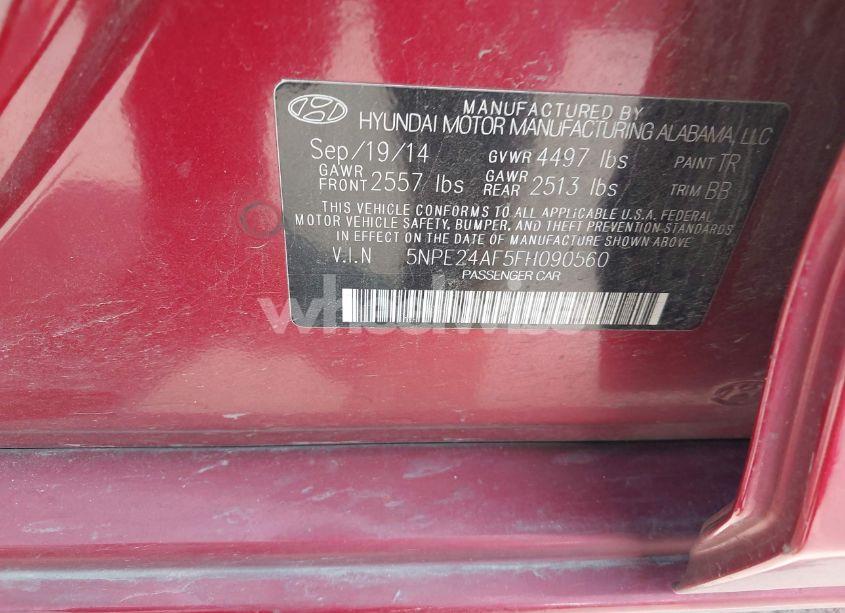 MANUFACTURED BY
HYUNDAI MOTOR MANUFACTURING ALABAMA, LLC
Sep/19/14 GVWR 4497 lbs PAINT TR
GAWR FRONT 2557 lbs GAWR REAR 2513 lbs TRIM BB
THIS VEHICLE CONFORMS TO ALL APPLICABLE U.S.A. FEDERAL
MOTOR VEHICLE SAFETY, BUMPER, AND THEFT PREVENTION STANDARDS
IN EFFECT ON THE DATE OF MANUFACTURE SHOWN ABOVE
V.I.N 5NPE24AF5FH090560
PASSENGER CAR